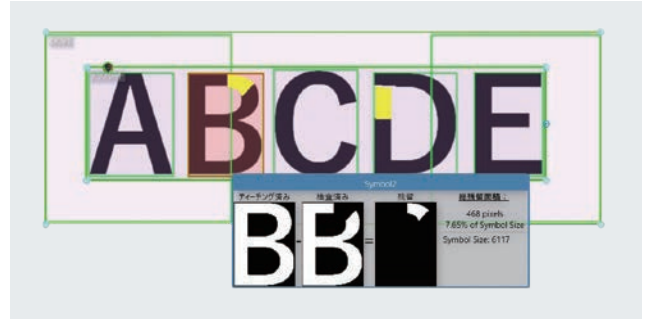 ABCDE
Symbol2
ティーチング済み
検査済み
残留
B
B
-
=
総残留面積：
468 pixels
7.65% of Symbol Size
Symbol Size: 6117